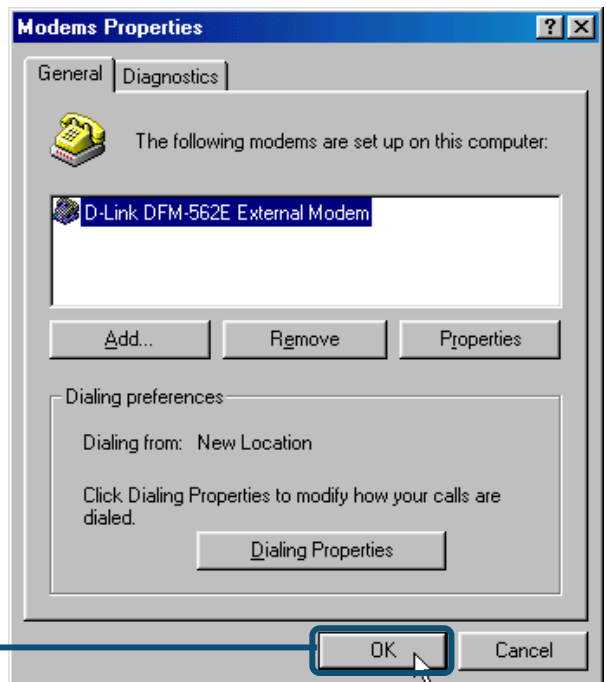 Modems Properties
General Diagnostics
The following modems are set up on this computer:
D-Link DFM-562E External Modem
Add... Remove Properties
Dialing preferences
Dialing from: New Location
Click Dialing Properties to modify how your calls are
dialed.
Dialing Properties
OK Cancel